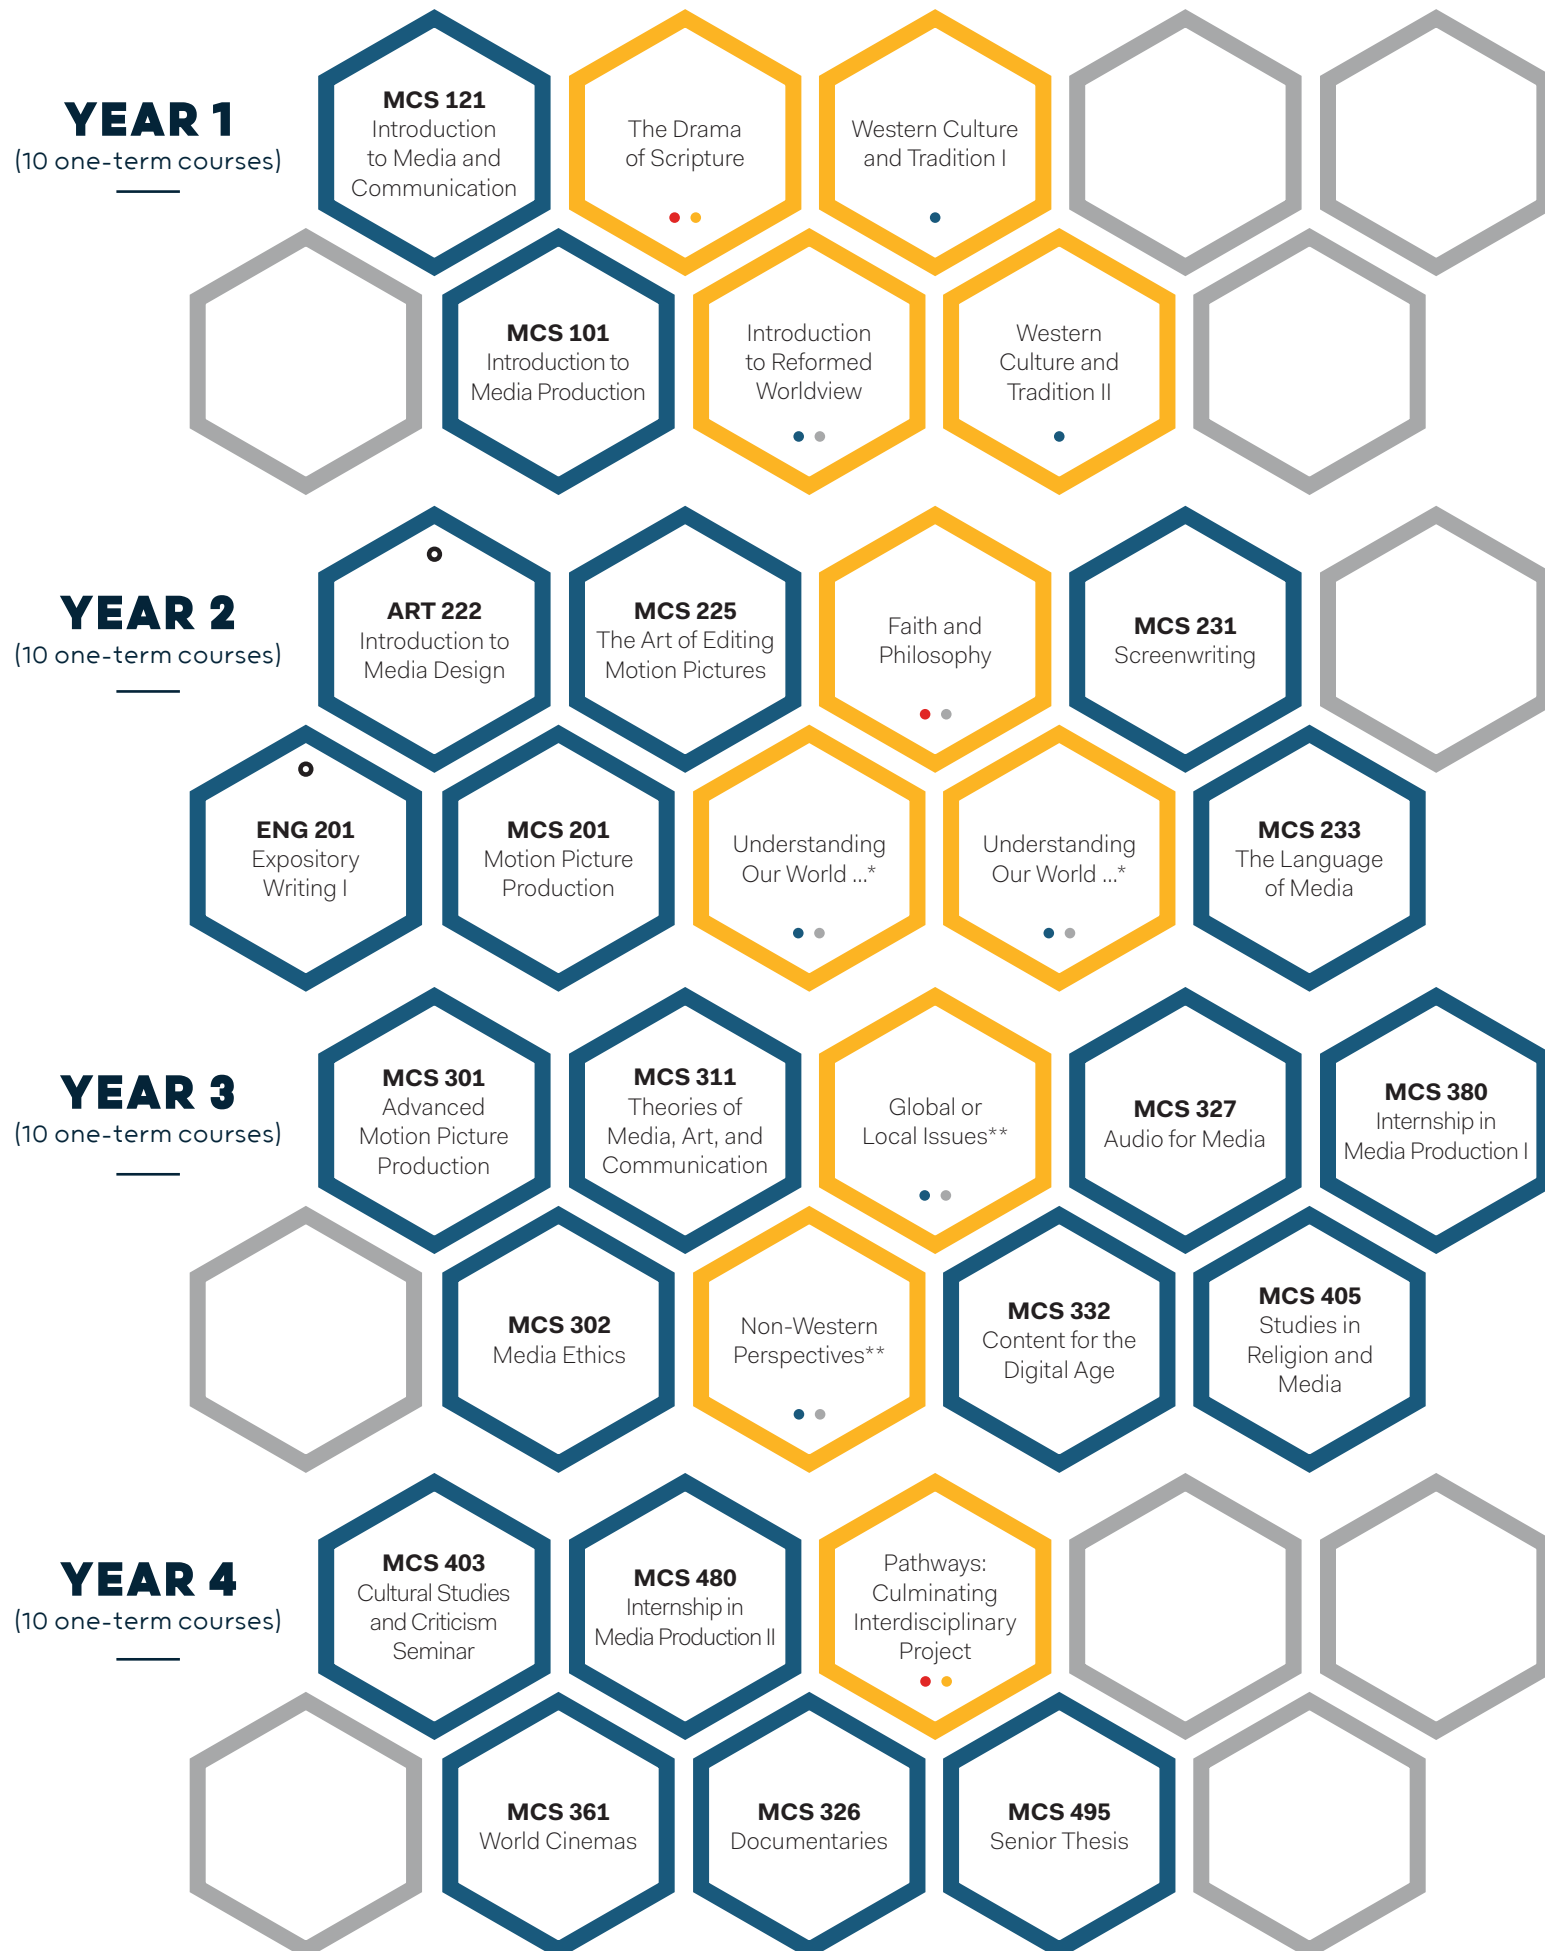 YEAR 1
(10 one-term courses)
MCS 121
Introduction
to Media and
Communication
The Drama
of Scripture
Western Culture
and Tradition I
MCS 101
Introduction to
Media Production
Introduction
to Reformed
Worldview
Western
Culture and
Tradition II
YEAR 2
(10 one-term courses)
ART 222
Introduction to
Media Design
MCS 225
The Art of Editing
Motion Pictures
Faith and
Philosophy
MCS 231
Screenwriting
ENG 201
Expository
Writing I
MCS 201
Motion Picture
Production
Understanding
Our World ...*
Understanding
Our World ...*
MCS 233
The Language
of Media
YEAR 3
(10 one-term courses)
MCS 301
Advanced
Motion Picture
Production
MCS 311
Theories of
Media, Art, and
Communication
Global or
Local Issues**
MCS 327
Audio for Media
MCS 380
Internship in
Media Production I
MCS 302
Media Ethics
Non-Western
Perspectives**
MCS 332
Content for the
Digital Age
MCS 405
Studies in
Religion and
Media
YEAR 4
(10 one-term courses)
MCS 403
Cultural Studies
and Criticism
Seminar
MCS 480
Internship in
Media Production II
Pathways:
Culminating
Interdisciplinary
Project
MCS 361
World Cinemas
MCS 326
Documentaries
MCS 495
Senior Thesis